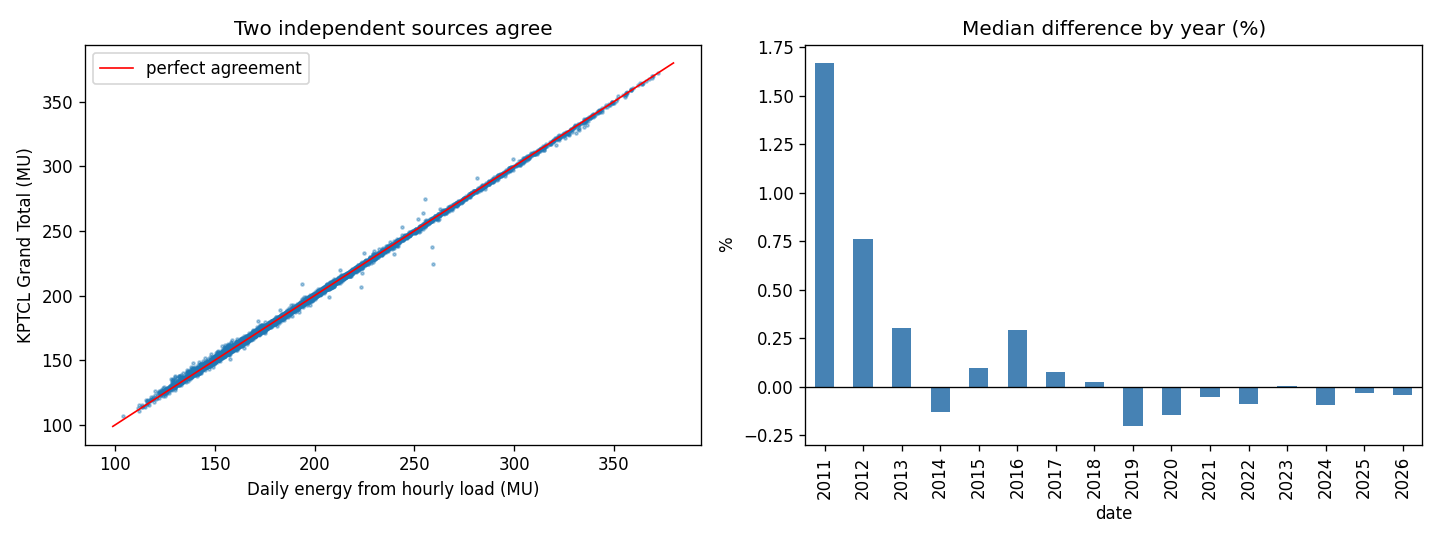 Two independent sources agree
perfect agreement
KPTCL Grand Total (MU)
350
300
250
200
150
100
100 150 200 250 300 350
Daily energy from hourly load (MU)
Median difference by year (%)
%
1.75
1.50
1.25
1.00
0.75
0.50
0.25
0.00
−0.25
2011 2012 2013 2014 2015 2016 2017 2018 2019 2020 2021 2022 2023 2024 2025 2026
date